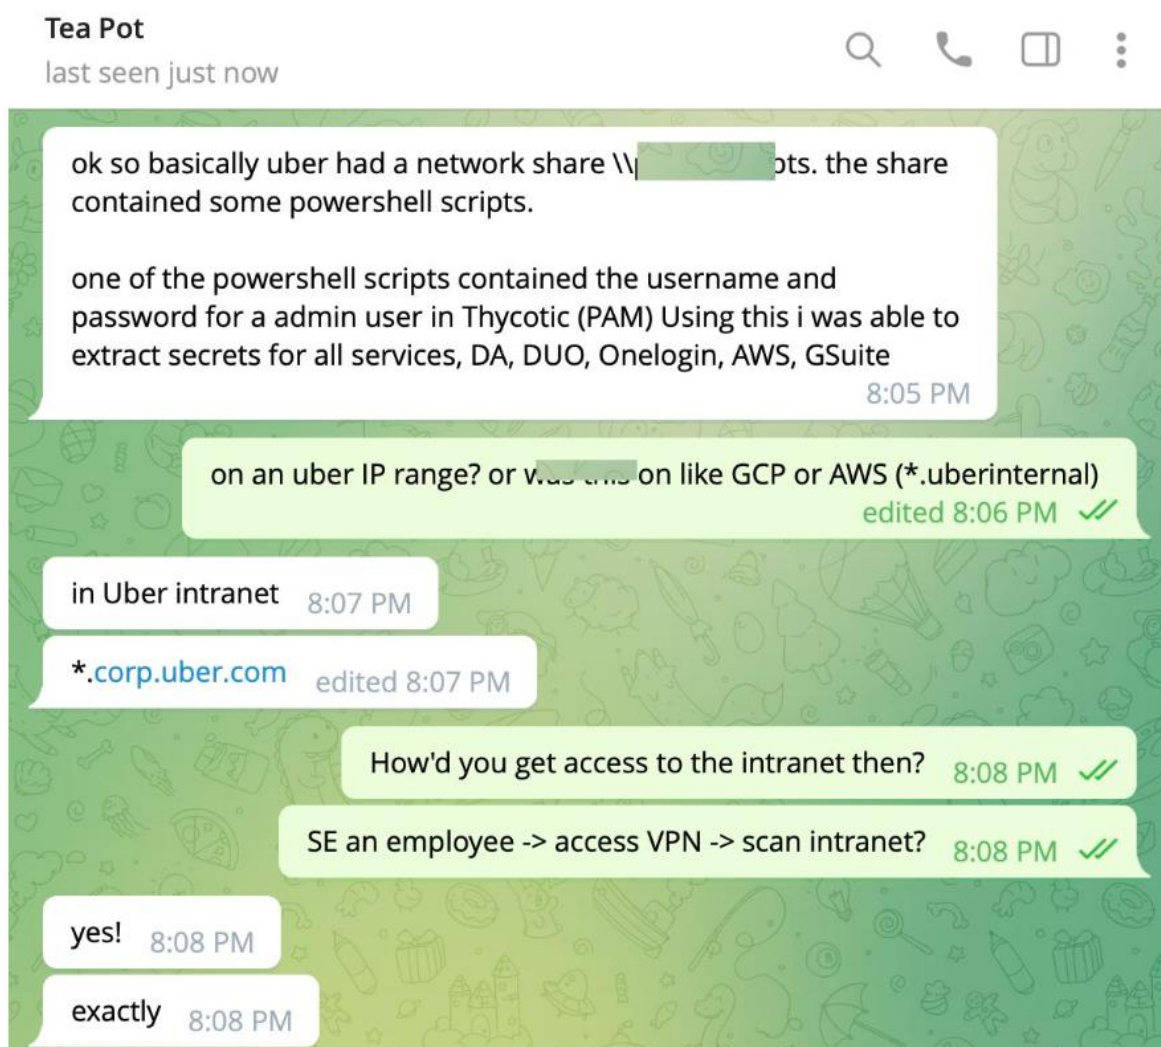 Tea Pot
last seen just now
ok so basically uber had a network share \\ pts. the share
contained some powershell scripts.
one of the powershell scripts contained the username and
password for a admin user in Thycotic (PAM) Using this i was able to
extract secrets for all services, DA, DUO, Onelogin, AWS, GSuite
8:05 PM
on an uber IP range? or was this on like GCP or AWS (*.uberinternal)
edited 8:06 PM
in Uber intranet 8:07 PM
*.corp.uber.com edited 8:07 PM
How'd you get access to the intranet then? 8:08 PM
SE an employee -> access VPN -> scan intranet? 8:08 PM
yes! 8:08 PM
exactly 8:08 PM